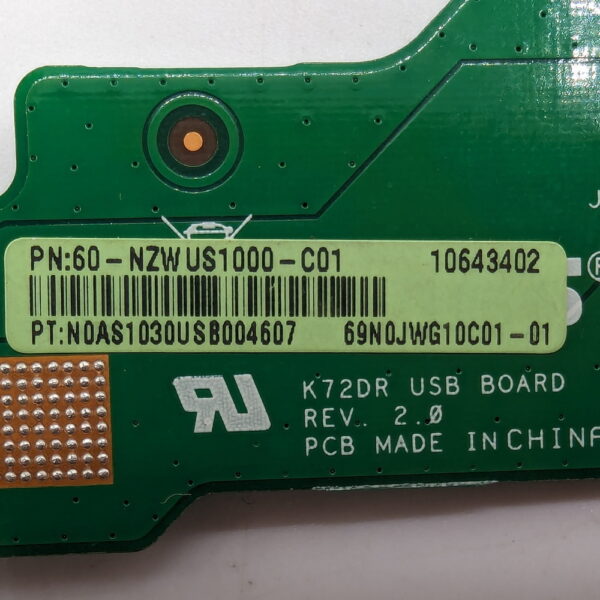 J
PN:60-NZWUS1000-C01 10643402
®
PT:N0AS1030USB004607 69N0JWG10C01-01
K72DR USB BOARD
REV. 2.0
PCB MADE IN CHINA